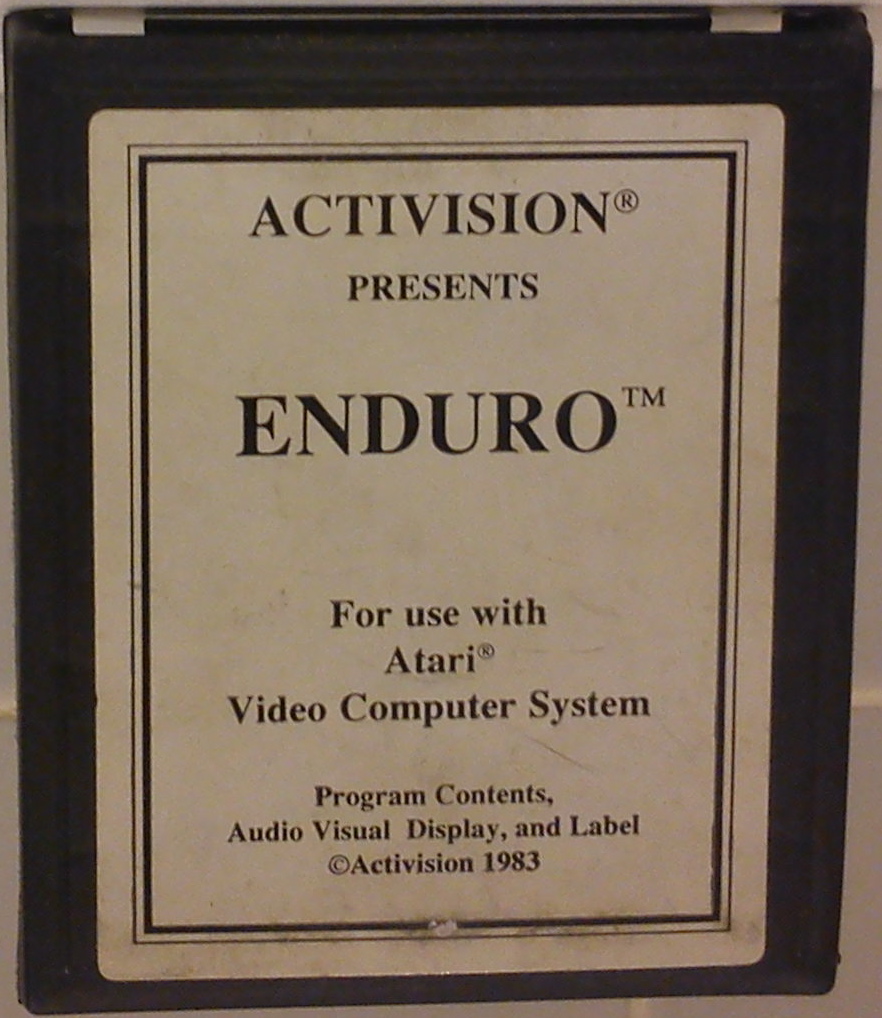 ACTIVISION®
PRESENTS
ENDURO™
For use with
Atari®
Video Computer System
Program Contents,
Audio Visual Display, and Label
©Activision 1983